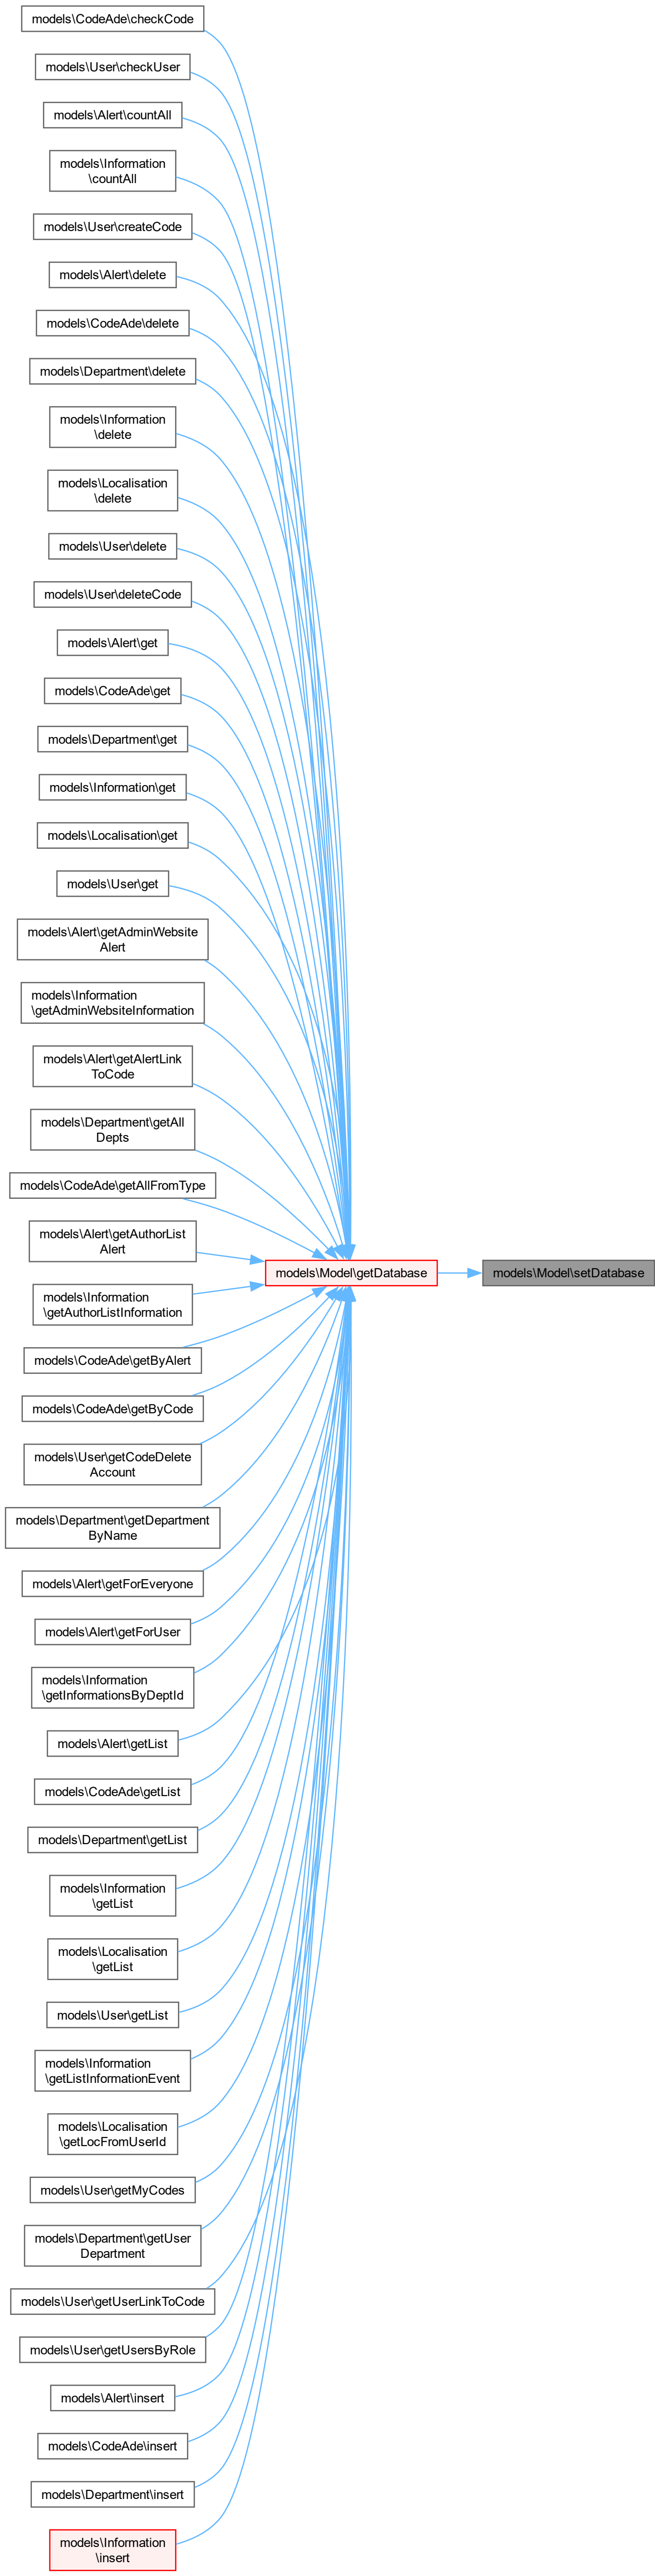 models\CodeAde\checkCode
models\User\checkUser
models\Alert\countAll
models\Information
\countAll
models\User\createCode
models\Alert\delete
models\CodeAde\delete
models\Department\delete
models\Information
\delete
models\Localisation
\delete
models\User\delete
models\User\deleteCode
models\Alert\get
models\CodeAde\get
models\Department\get
models\Information\get
models\Localisation\get
models\User\get
models\Alert\getAdminWebsite
Alert
models\Information
\getAdminWebsiteInformation
models\Alert\getAlertLink
ToCode
models\Department\getAll
Depts
models\CodeAde\getAllFromType
models\Alert\getAuthorList
Alert
models\Model\getDatabase
models\Model\setDatabase
models\Information
\getAuthorListInformation
models\CodeAde\getByAlert
models\CodeAde\getByCode
models\User\getCodeDelete
Account
models\Department\getDepartment
ByName
models\Alert\getForEveryone
models\Alert\getForUser
models\Information
\getInformationsByDeptId
models\Alert\getList
models\CodeAde\getList
models\Department\getList
models\Information
\getList
models\Localisation
\getList
models\User\getList
models\Information
\getListInformationEvent
models\Localisation
\getLocFromUserId
models\User\getMyCodes
models\Department\getUser
Department
models\User\getUserLinkToCode
models\User\getUsersByRole
models\Alert\insert
models\CodeAde\insert
models\Department\insert
models\Information
\insert